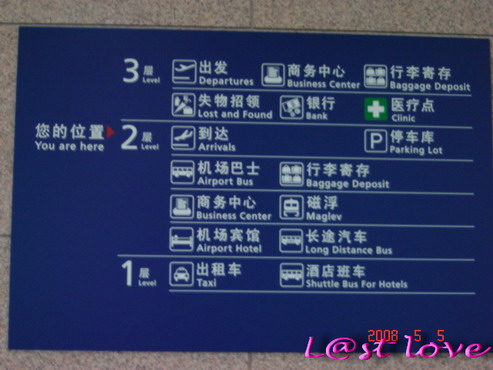 3 层 Level
出发 Departures
商务中心 Business Center
行李寄存 Baggage Deposit
失物招领 Lost and Found
银行 Bank
医疗点 Clinic
您的位置 You are here
2 层 Level
到达 Arrivals
P 停车库 Parking Lot
机场巴士 Airport Bus
行李寄存 Baggage Deposit
商务中心 Business Center
磁浮 Maglev
机场宾馆 Airport Hotel
长途汽车 Long Distance Bus
1 层 Level
出租车 Taxi
酒店班车 Shuttle Bus For Hotels
2008 5 5
L@st love